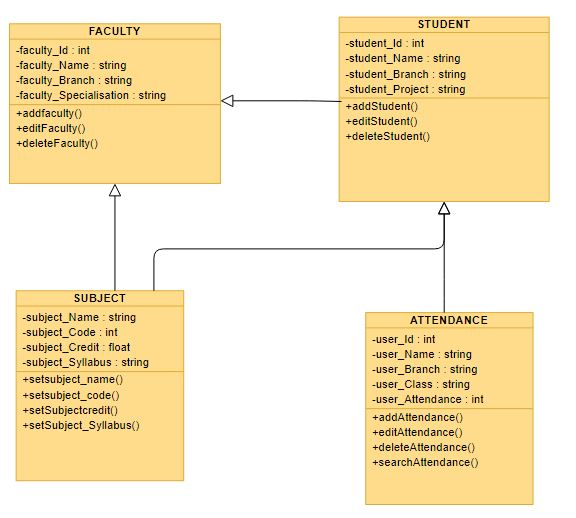 FACULTY
-faculty_Id : int
-faculty_Name : string
-faculty_Branch : string
-faculty_Specialisation : string
+addfaculty()
+editFaculty()
+deleteFaculty()
STUDENT
-student_Id : int
-student_Name : string
-student_Branch : string
-student_Project : string
+addStudent()
+editStudent()
+deleteStudent()
SUBJECT
-subject_Name : string
-subject_Code : int
-subject_Credit : float
-subject_Syllabus : string
+setsubject_name()
+setsubject_code()
+setSubjectcredit()
+setSubject_Syllabus()
ATTENDANCE
-user_Id : int
-user_Name : string
-user_Branch : string
-user_Class : string
-user_Attendance : int
+addAttendance()
+editAttendance()
+deleteAttendance()
+searchAttendance()